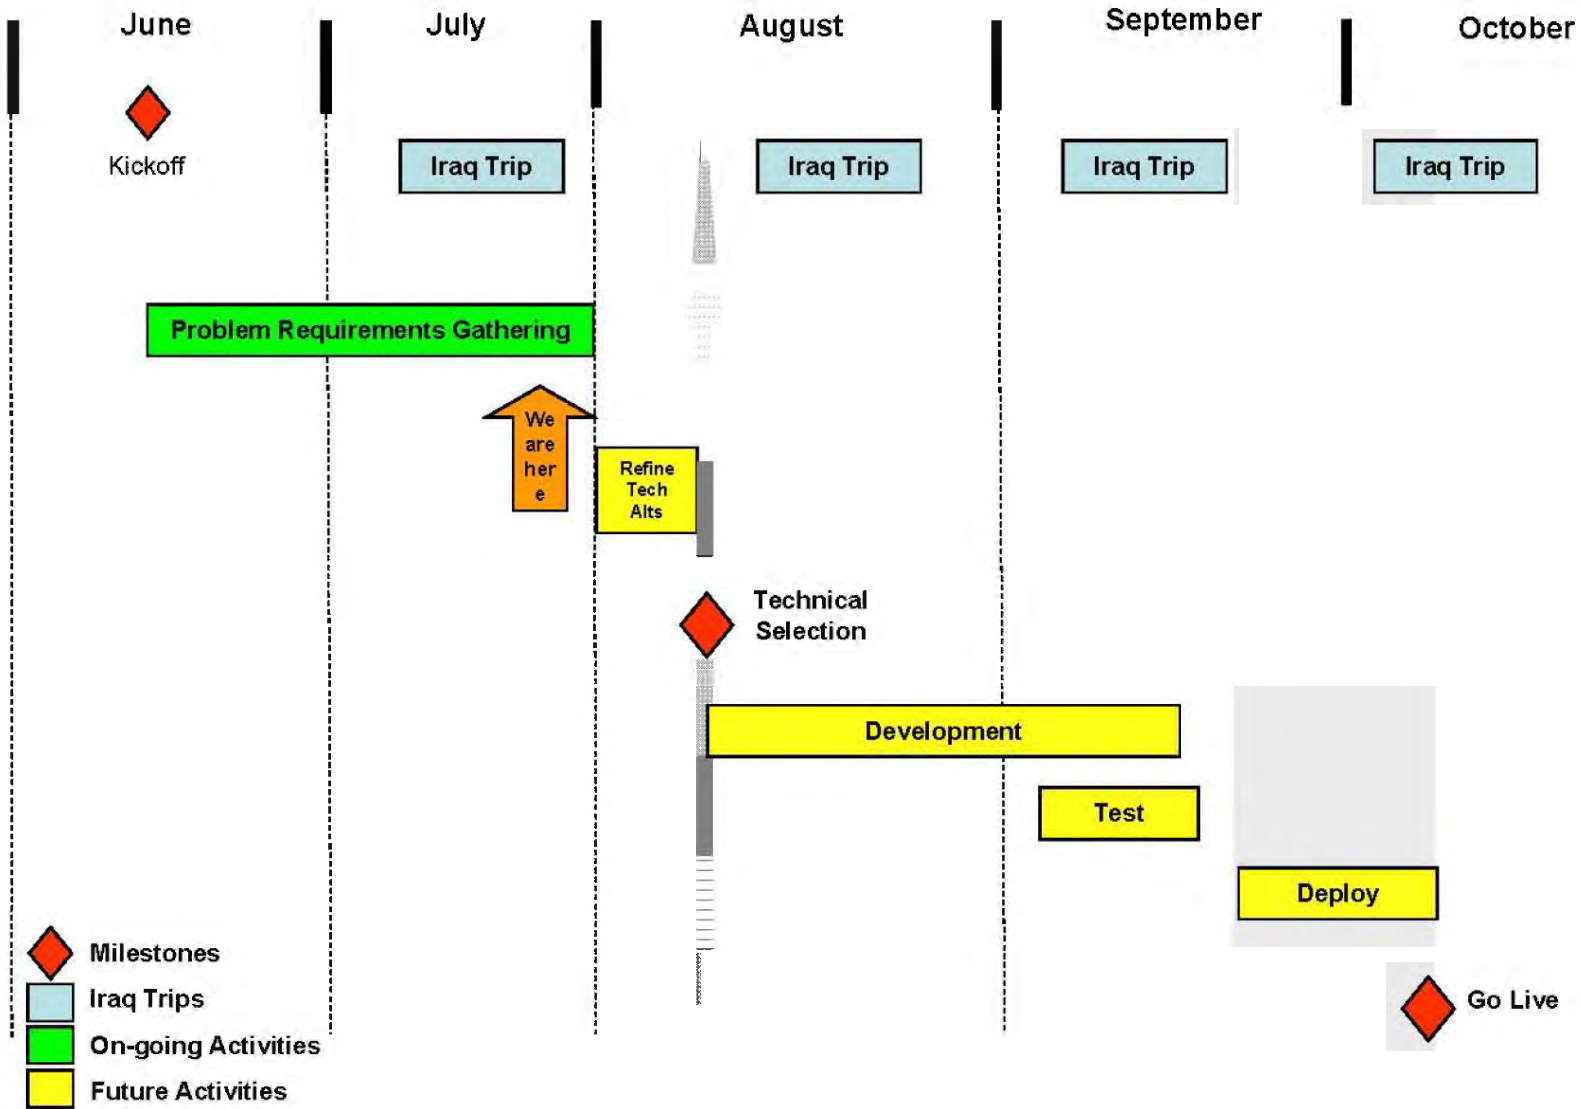 June
July
August
September
October
Kickoff
Iraq Trip
Iraq Trip
Iraq Trip
Iraq Trip
Problem Requirements Gathering
We
are
her
e
Refine
Tech
Alts
Technical
Selection
Development
Test
Deploy
Go Live
Milestones
Iraq Trips
On-going Activities
Future Activities